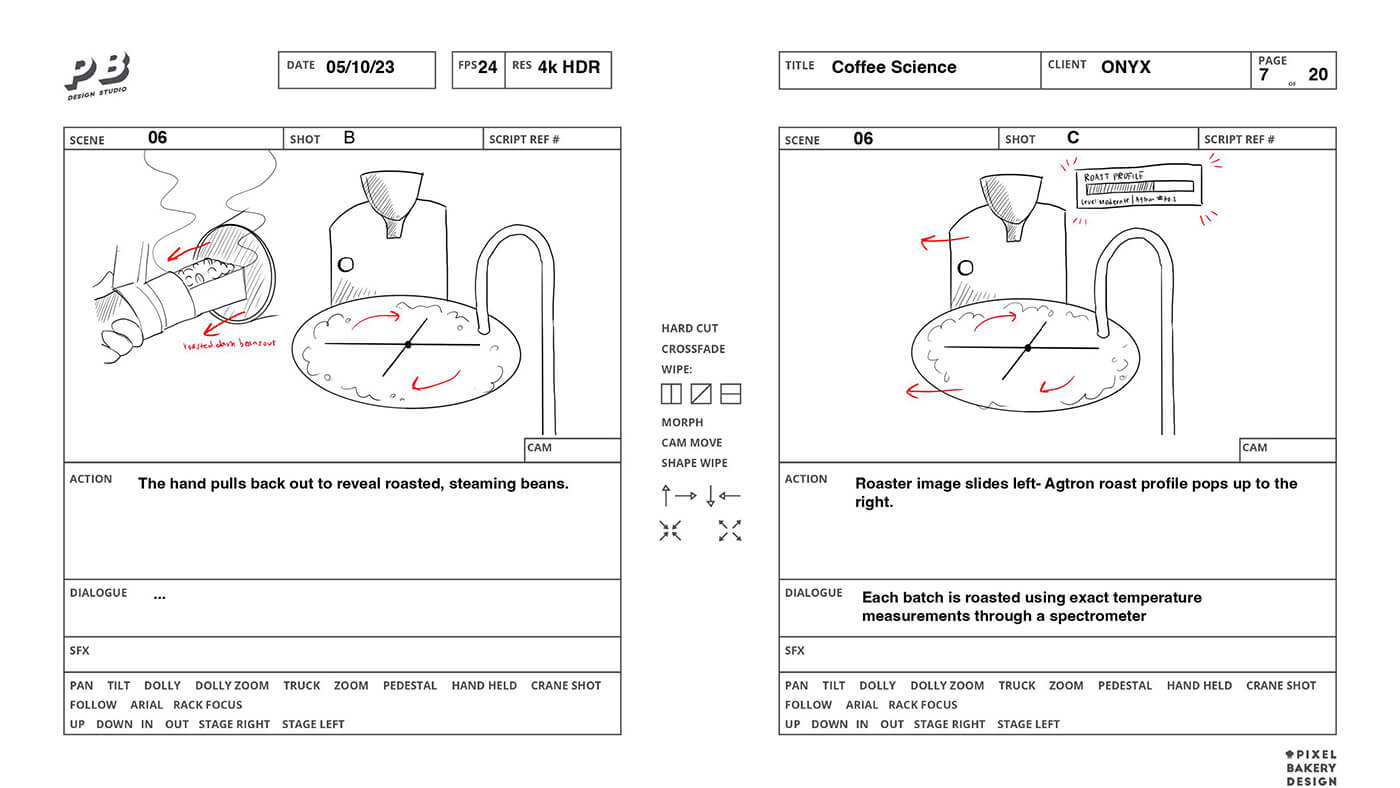 PB
DESIGN STUDIO
DATE 05/10/23
FPS 24 RES 4k HDR
TITLE Coffee Science CLIENT ONYX PAGE 7 OF 20
SCENE 06 SHOT B SCRIPT REF #
roasted dark beans out
CAM
ACTION The hand pulls back out to reveal roasted, steaming beans.
DIALOGUE ...
SFX
PAN TILT DOLLY DOLLY ZOOM TRUCK ZOOM PEDESTAL HAND HELD CRANE SHOT
FOLLOW ARIAL RACK FOCUS
UP DOWN IN OUT STAGE RIGHT STAGE LEFT
HARD CUT
CROSSFADE
WIPE:
MORPH
CAM MOVE
SHAPE WIPE
SCENE 06 SHOT C SCRIPT REF #
ROAST PROFILE
Level Moderate | Agtron
CAM
ACTION Roaster image slides left- Agtron roast profile pops up to the
right.
DIALOGUE Each batch is roasted using exact temperature
measurements through a spectrometer
SFX
PAN TILT DOLLY DOLLY ZOOM TRUCK ZOOM PEDESTAL HAND HELD CRANE SHOT
FOLLOW ARIAL RACK FOCUS
UP DOWN IN OUT STAGE RIGHT STAGE LEFT
PIXEL
BAKERY
DESIGN